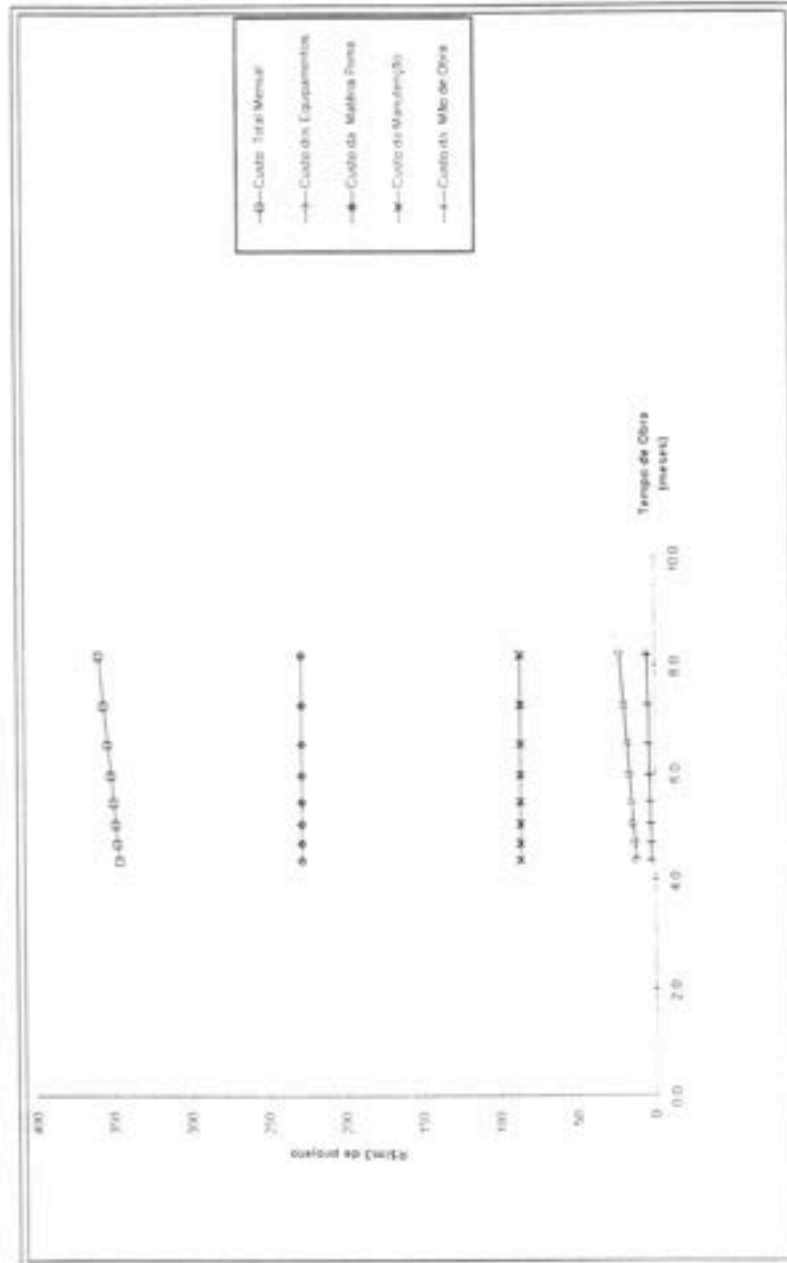 Custo Total Mensal
Custo dos Equipamentos
Custo da Matéria Prima
Custo de Manutenção
Custo da Mão de Obra
400
350
300
250
200
150
100
50
0
R$/m3 de projeto
0.0
2.0
4.0
6.0
8.0
10.0
Tempo de Obra
(meses)